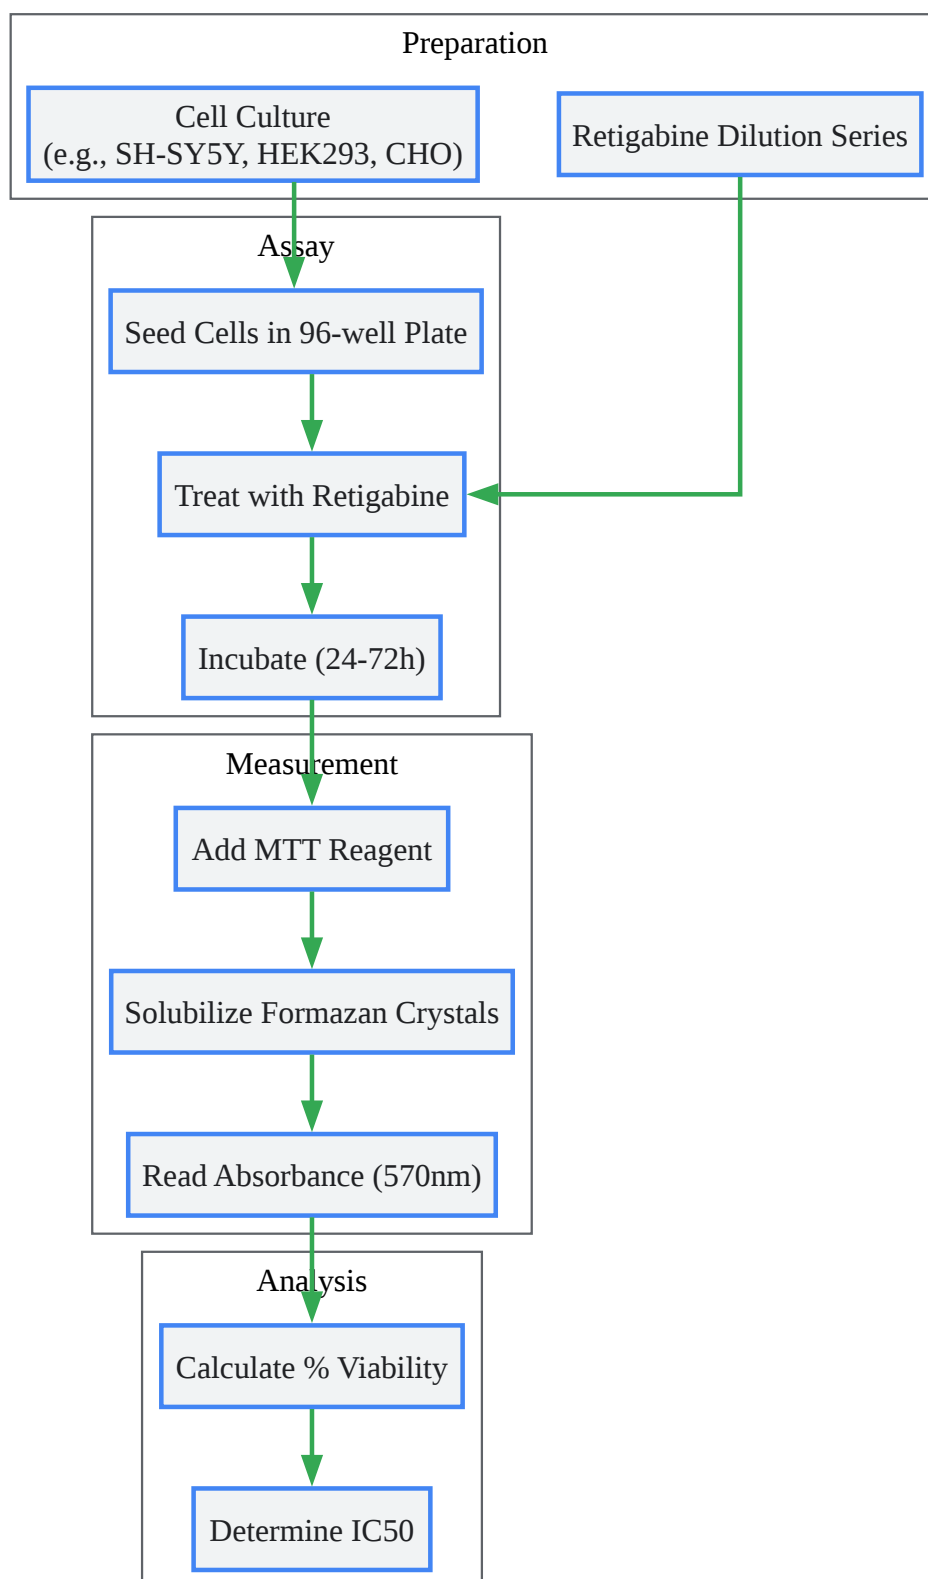 Preparation
Cell Culture
(e.g., SH-SY5Y, HEK293, CHO)
Retigabine Dilution Series
Assay
Seed Cells in 96-well Plate
Treat with Retigabine
Incubate (24-72h)
Measurement
Add MTT Reagent
Solubilize Formazan Crystals
Read Absorbance (570nm)
Analysis
Calculate % Viability
Determine IC50